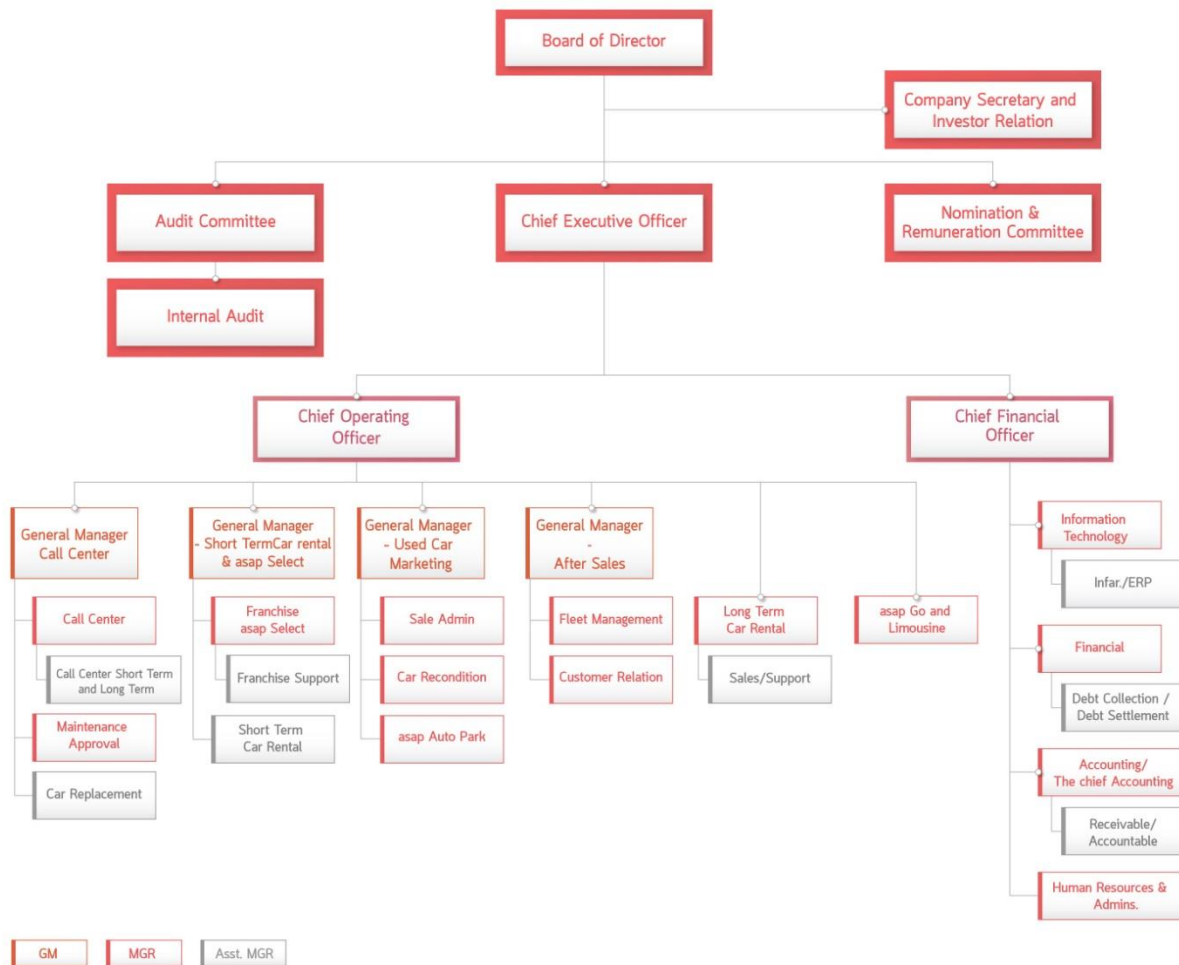 Board of Director
Company Secretary and
Investor Relation
Audit Committee
Chief Executive Officer
Nomination &
Remuneration Committee
Internal Audit
Chief Operating
Officer
Chief Financial
Officer
General Manager
Call Center
General Manager
- Short TermCar rental
& asap Select
General Manager
- Used Car
Marketing
General Manager
-
After Sales
Call Center
Call Center Short Term
and Long Term
Maintenance
Approval
Car Replacement
Franchise
asap Select
Franchise Support
Short Term
Car Rental
Sale Admin
Car Recondition
asap Auto Park
Fleet Management
Customer Relation
Long Term
Car Rental
Sales/Support
asap Go and
Limousine
Information
Technology
Infar./ERP
Financial
Debt Collection /
Debt Settlement
Accounting/
The chief Accounting
Receivable/
Accountable
Human Resources &
Admins.
GM
MGR
Asst. MGR